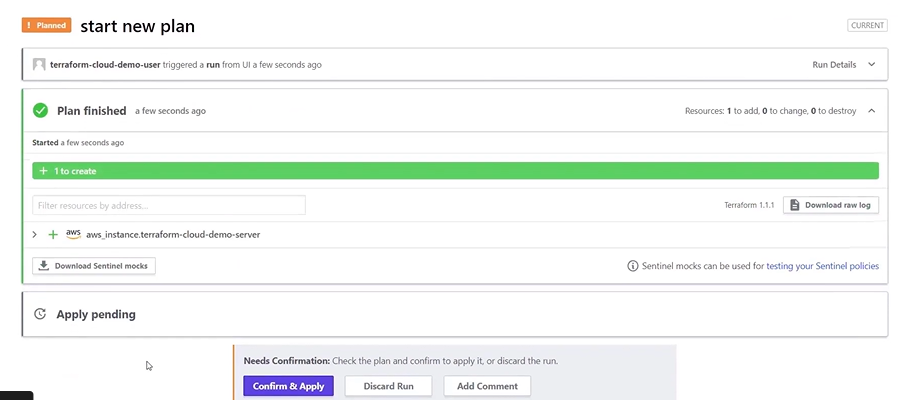 ! Planned start new plan CURRENT
terraform-cloud-demo-user triggered a run from UI a few seconds ago Run Details
Plan finished a few seconds ago Resources: 1 to add, 0 to change, 0 to destroy
Started a few seconds ago
+ 1 to create
Filter resources by address... Terraform 1.1.1 Download raw log
+ aws aws_instance.terraform-cloud-demo-server
Download Sentinel mocks Sentinel mocks can be used for testing your Sentinel policies
Apply pending
Needs Confirmation: Check the plan and confirm to apply it, or discard the run.
Confirm & Apply Discard Run Add Comment